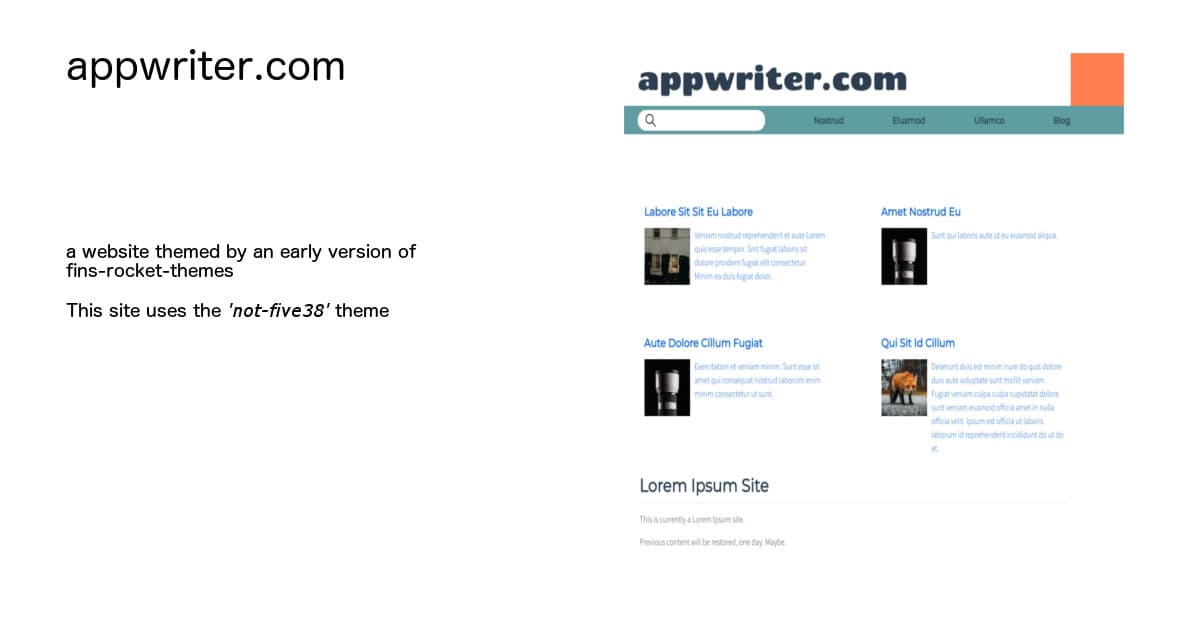 appwriter.com
a website themed by an early version of
fins-rocket-themes
This site uses the 'not-five38' theme
appwriter.com
Nostrud Eiusmod Ullamco Blog
Labore Sit Sit Eu Labore
Veniam nostrud reprehenderit et aute Lorem
quis esse tempor. Sint fugiat laboris sit
dolore proident fugiat elit consectetur.
Minim ea duis fugiat dolor.
Amet Nostrud Eu
Sunt qui laboris aute ut eu eiusmod aliqua.
Aute Dolore Cillum Fugiat
Exercitation et veniam minim. Sunt esse sit
amet qui consequat nostrud laborum enim
minim consectetur ut sunt.
Qui Sit Id Cillum
Deserunt duis est minim irure do quis dolore
duis aute voluptate sunt mollit veniam.
Fugiat veniam culpa culpa cupidatat dolore
sunt veniam eiusmod officia amet in nulla
officia velit. Ipsum est officia ut laboris
laborum id reprehenderit incididunt do ut do
et.
Lorem Ipsum Site
This is currently a Lorem Ipsum site.
Previous content will be restored, one day. Maybe.